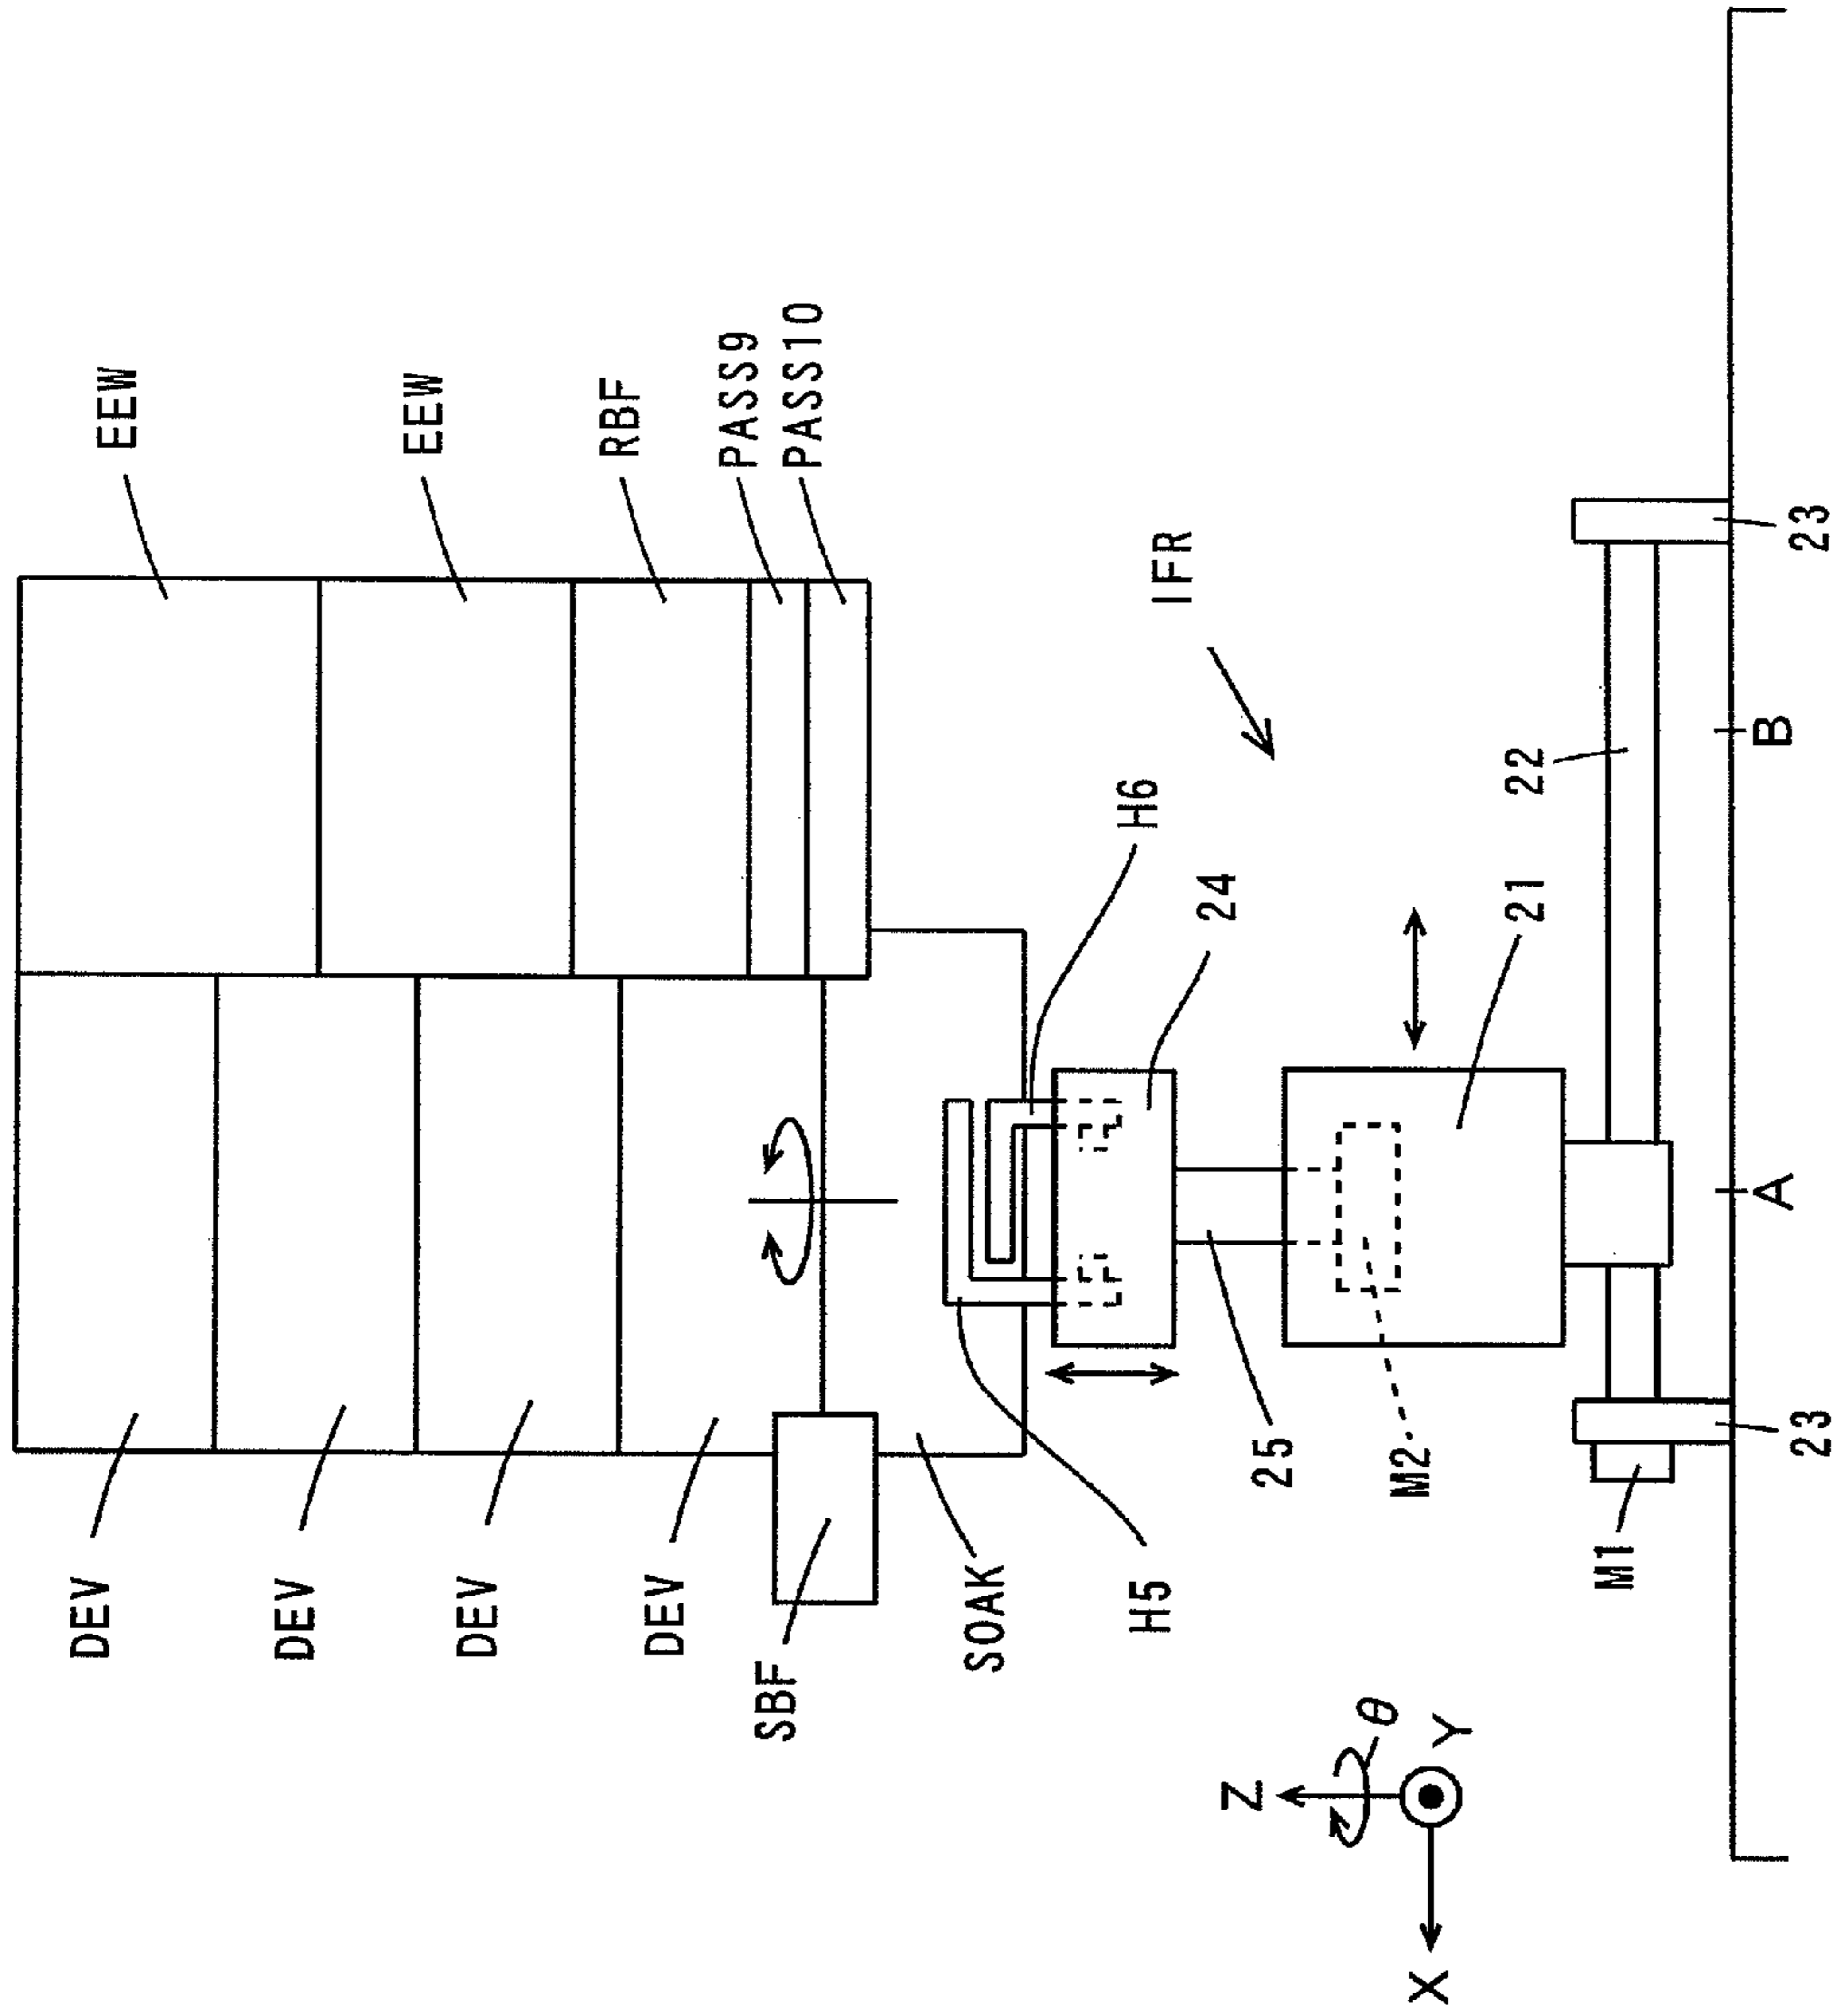 EEW
EEW
RBF
PASS9
PASS10
DEV
DEV
DEV
DEV
SBF
SOAK
H5
H6
IFR
24
25
21
22
23
23
M2
M1
A
B
Z
θ
Y
X